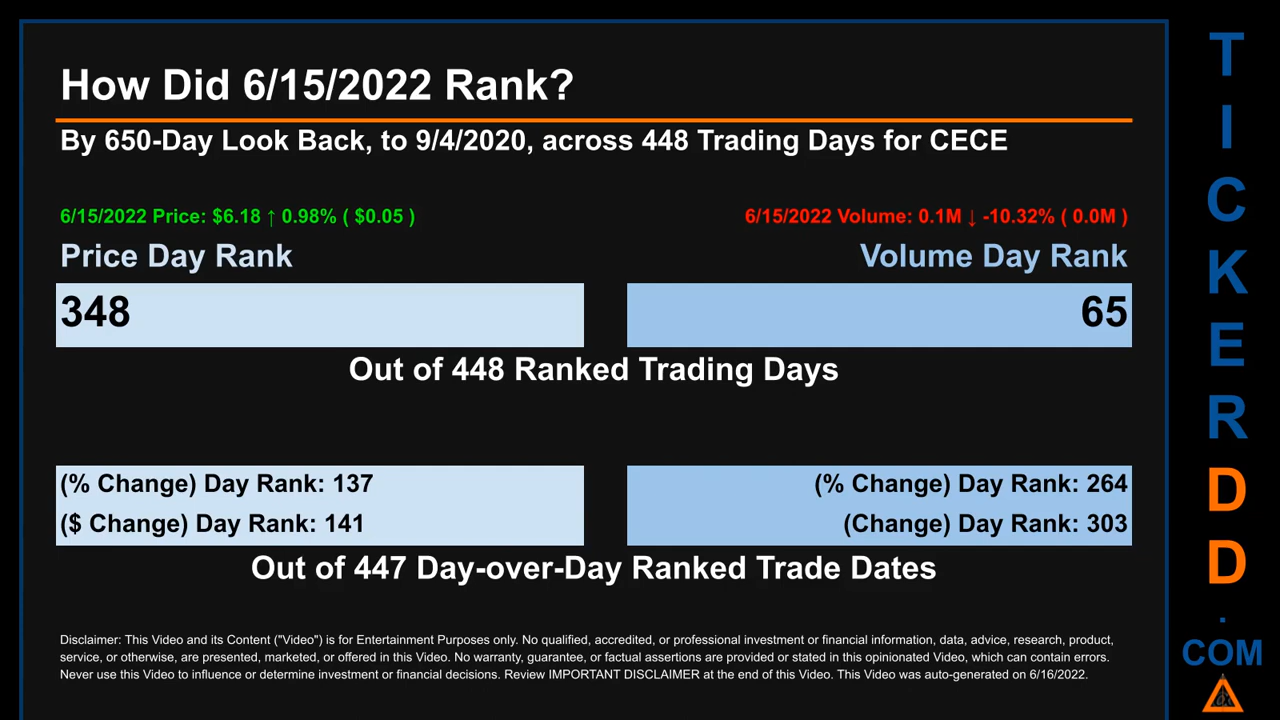 How Did 6/15/2022 Rank?
By 650-Day Look Back, to 9/4/2020, across 448 Trading Days for CECE
6/15/2022 Price: $6.18 ↑ 0.98% ( $0.05 )
6/15/2022 Volume: 0.1M ↓ -10.32% ( 0.0M )
Price Day Rank
Volume Day Rank
348
65
Out of 448 Ranked Trading Days
(% Change) Day Rank: 137
($ Change) Day Rank: 141
(% Change) Day Rank: 264
(Change) Day Rank: 303
Out of 447 Day-over-Day Ranked Trade Dates
Disclaimer: This Video and its Content ("Video") is for Entertainment Purposes only. No qualified, accredited, or professional investment or financial information, data, advice, research, product,
service, or otherwise, are presented, marketed, or offered in this Video. No warranty, guarantee, or factual assertions are provided or stated in this opinionated Video, which can contain errors.
Never use this Video to influence or determine investment or financial decisions. Review IMPORTANT DISCLAIMER at the end of this Video. This Video was auto-generated on 6/16/2022.
T
I
C
K
E
R
D
D
.
COM